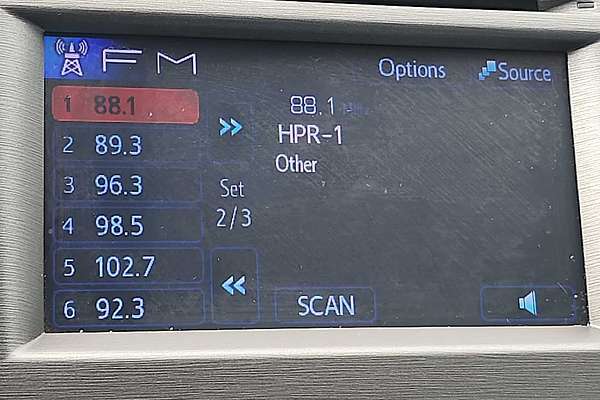 FM
Options
Source
1 88.1
2 89.3
3 96.3
4 98.5
5 102.7
6 92.3
>>
Set
2/3
<<
88.1
HPR-1
Other
SCAN